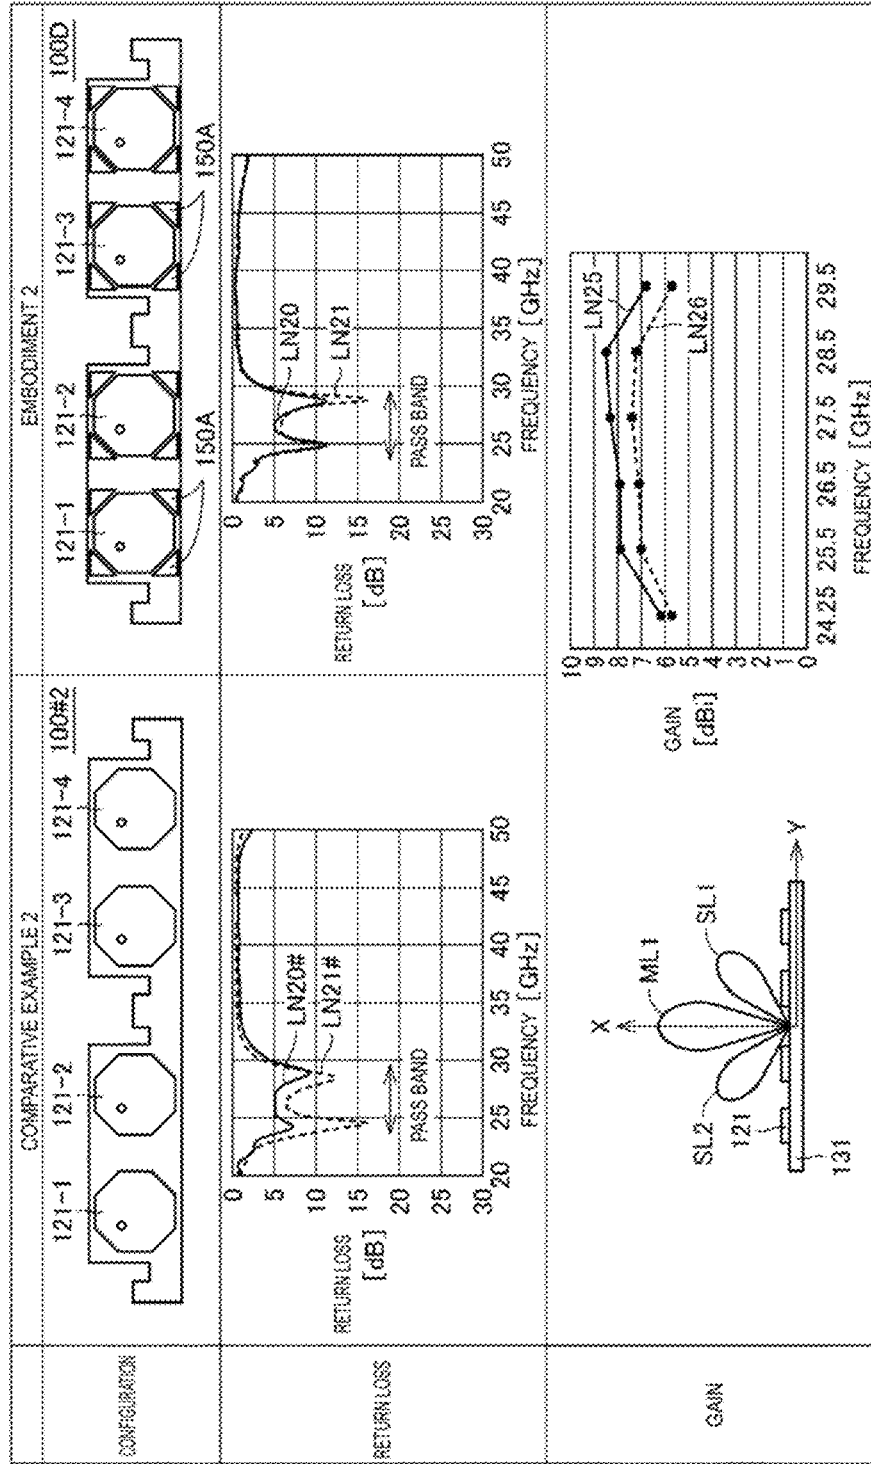 COMPARATIVE EXAMPLE 2
EMBODIMENT 2
CONFIGURATION
100#2
121-1
121-2
121-3
121-4
100D
121-1
121-2
121-3
121-4
150A
150A
RETURN LOSS
RETURN LOSS
[dB]
0
5
10
15
20
25
30
20
25
30
35
40
45
50
FREQUENCY [GHz]
LN20#
LN21#
PASS BAND
RETURN LOSS
[dB]
0
5
10
15
20
25
30
20
25
30
35
40
45
50
FREQUENCY [GHz]
LN20
LN21
PASS BAND
GAIN
X
Y
ML1
SL1
SL2
121
131
GAIN
[dBi]
10
9
8
7
6
5
4
3
2
1
0
24.25 25.5 26.5 27.5 28.5 29.5
FREQUENCY [GHz]
LN25
LN26